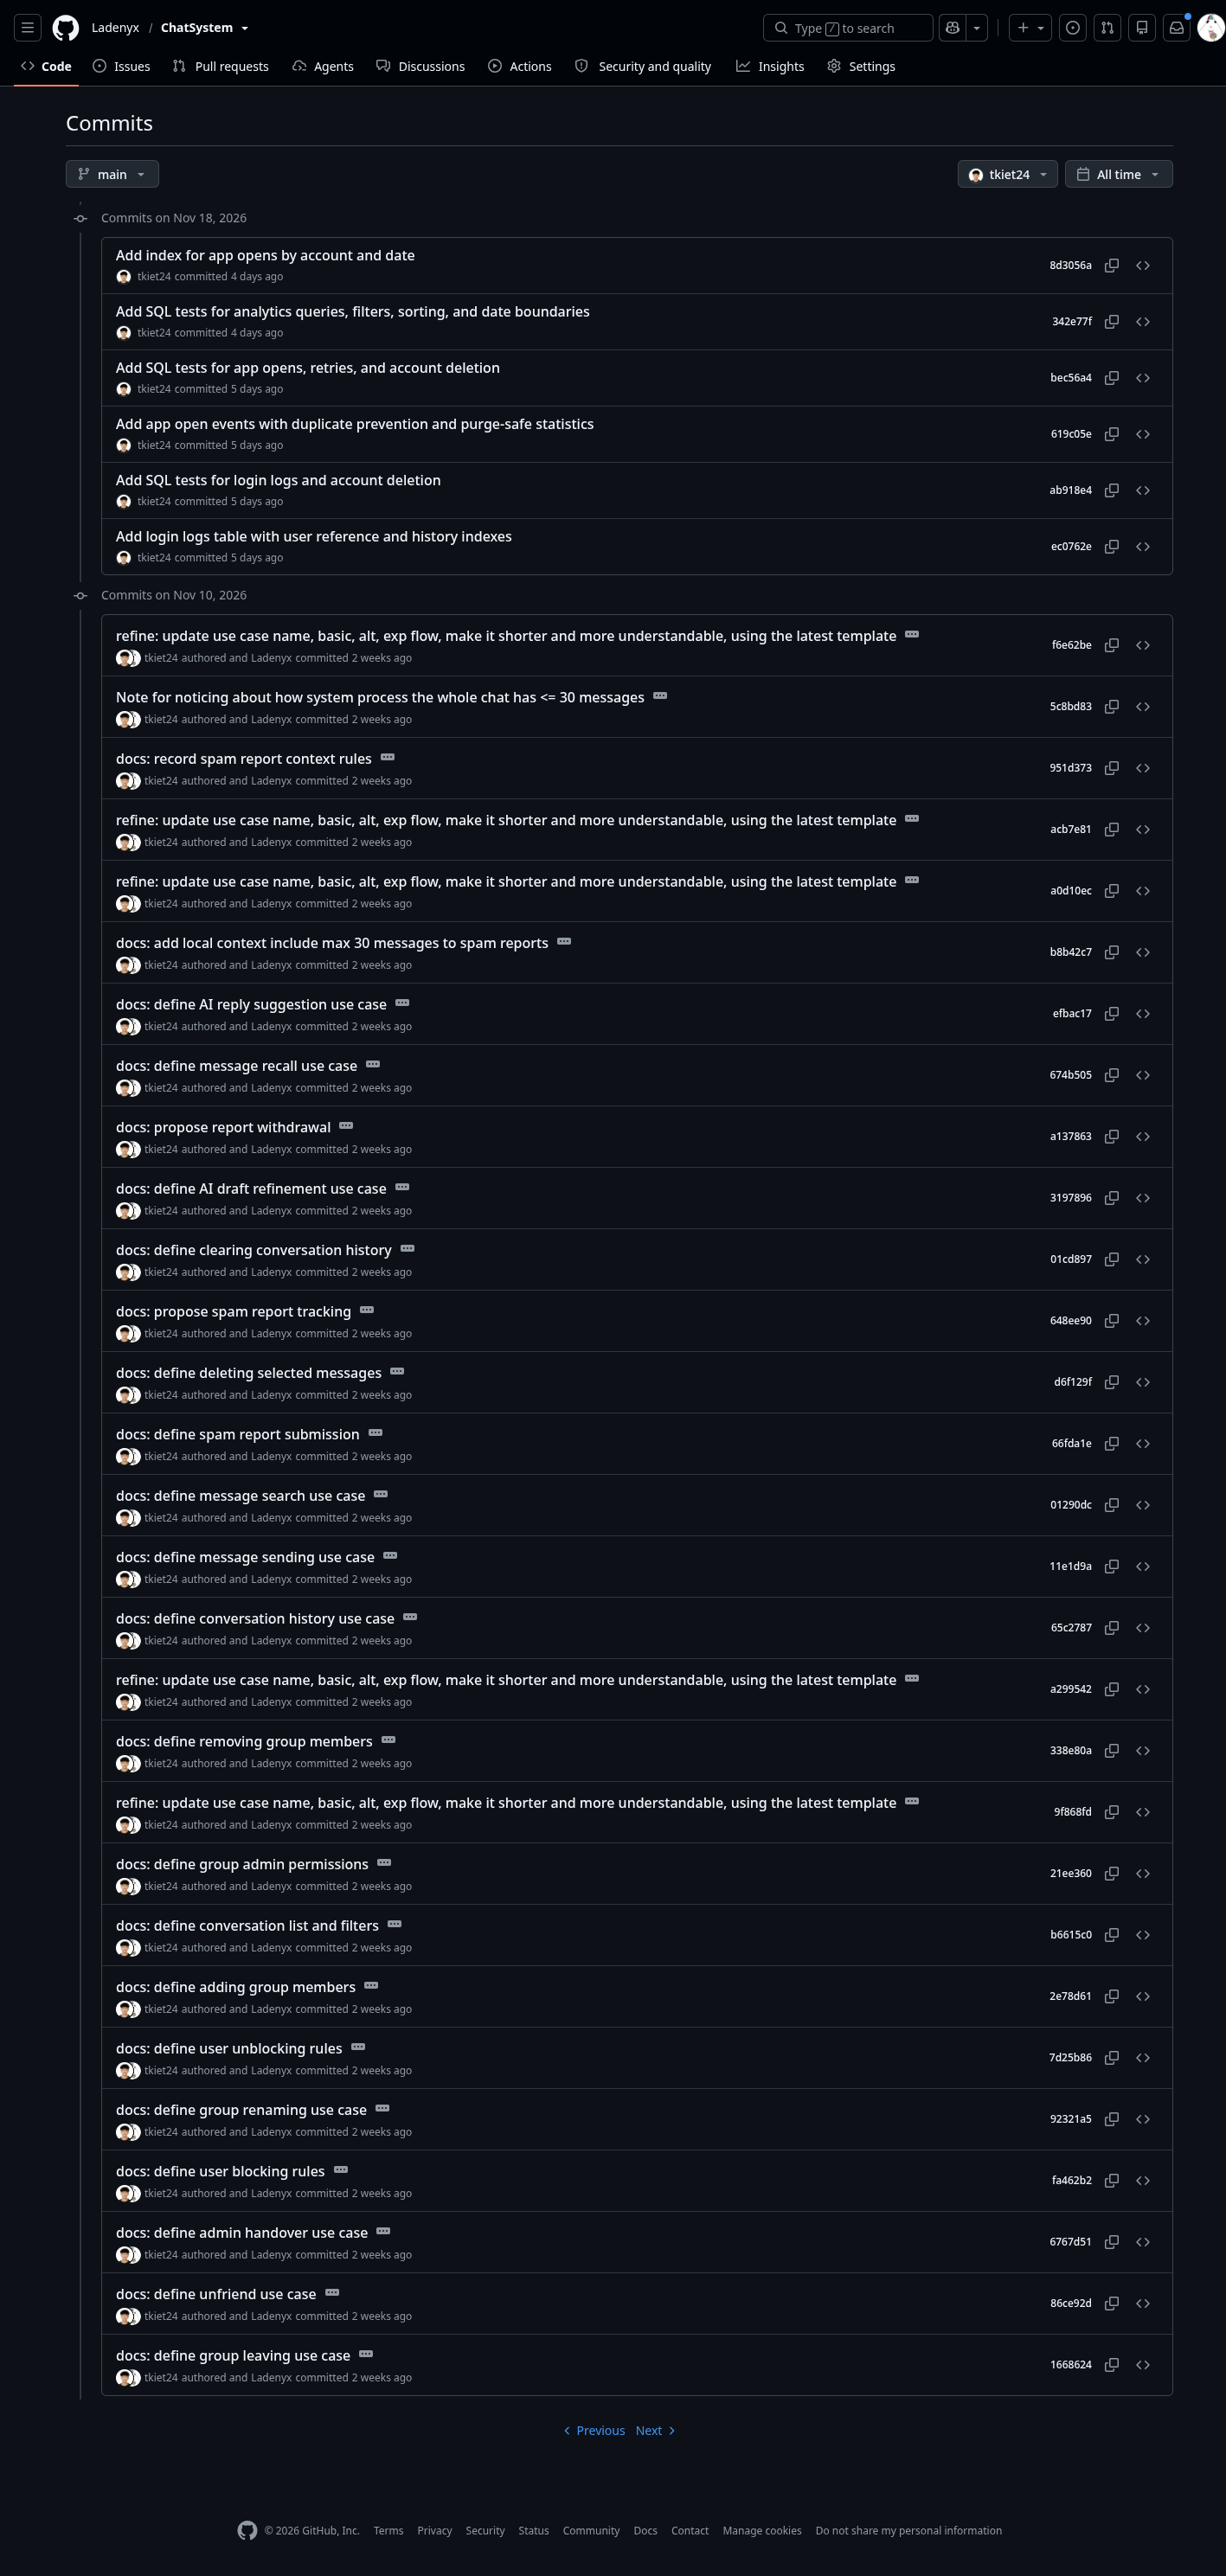 Ladenyx / ChatSystem
Type / to search
Code Issues Pull requests Agents Discussions Actions Security and quality Insights Settings
Commits
main tkiet24 All time
Commits on Nov 18, 2026
Add index for app opens by account and date
tkiet24 committed 4 days ago
8d3056a
Add SQL tests for analytics queries, filters, sorting, and date boundaries
tkiet24 committed 4 days ago
342e77f
Add SQL tests for app opens, retries, and account deletion
tkiet24 committed 5 days ago
bec56a4
Add app open events with duplicate prevention and purge-safe statistics
tkiet24 committed 5 days ago
619c05e
Add SQL tests for login logs and account deletion
tkiet24 committed 5 days ago
ab918e4
Add login logs table with user reference and history indexes
tkiet24 committed 5 days ago
ec0762e
Commits on Nov 10, 2026
refine: update use case name, basic, alt, exp flow, make it shorter and more understandable, using the latest template
tkiet24 authored and Ladenyx committed 2 weeks ago
f6e62be
Note for noticing about how system process the whole chat has <= 30 messages
tkiet24 authored and Ladenyx committed 2 weeks ago
5c8bd83
docs: record spam report context rules
tkiet24 authored and Ladenyx committed 2 weeks ago
951d373
refine: update use case name, basic, alt, exp flow, make it shorter and more understandable, using the latest template
tkiet24 authored and Ladenyx committed 2 weeks ago
acb7e81
refine: update use case name, basic, alt, exp flow, make it shorter and more understandable, using the latest template
tkiet24 authored and Ladenyx committed 2 weeks ago
a0d10ec
docs: add local context include max 30 messages to spam reports
tkiet24 authored and Ladenyx committed 2 weeks ago
b8b42c7
docs: define AI reply suggestion use case
tkiet24 authored and Ladenyx committed 2 weeks ago
efbac17
docs: define message recall use case
tkiet24 authored and Ladenyx committed 2 weeks ago
674b505
docs: propose report withdrawal
tkiet24 authored and Ladenyx committed 2 weeks ago
a137863
docs: define AI draft refinement use case
tkiet24 authored and Ladenyx committed 2 weeks ago
3197896
docs: define clearing conversation history
tkiet24 authored and Ladenyx committed 2 weeks ago
01cd897
docs: propose spam report tracking
tkiet24 authored and Ladenyx committed 2 weeks ago
648ee90
docs: define deleting selected messages
tkiet24 authored and Ladenyx committed 2 weeks ago
d6f129f
docs: define spam report submission
tkiet24 authored and Ladenyx committed 2 weeks ago
66fda1e
docs: define message search use case
tkiet24 authored and Ladenyx committed 2 weeks ago
01290dc
docs: define message sending use case
tkiet24 authored and Ladenyx committed 2 weeks ago
11e1d9a
docs: define conversation history use case
tkiet24 authored and Ladenyx committed 2 weeks ago
65c2787
refine: update use case name, basic, alt, exp flow, make it shorter and more understandable, using the latest template
tkiet24 authored and Ladenyx committed 2 weeks ago
a299542
docs: define removing group members
tkiet24 authored and Ladenyx committed 2 weeks ago
338e80a
refine: update use case name, basic, alt, exp flow, make it shorter and more understandable, using the latest template
tkiet24 authored and Ladenyx committed 2 weeks ago
9f868fd
docs: define group admin permissions
tkiet24 authored and Ladenyx committed 2 weeks ago
21ee360
docs: define conversation list and filters
tkiet24 authored and Ladenyx committed 2 weeks ago
b6615c0
docs: define adding group members
tkiet24 authored and Ladenyx committed 2 weeks ago
2e78d61
docs: define user unblocking rules
tkiet24 authored and Ladenyx committed 2 weeks ago
7d25b86
docs: define group renaming use case
tkiet24 authored and Ladenyx committed 2 weeks ago
92321a5
docs: define user blocking rules
tkiet24 authored and Ladenyx committed 2 weeks ago
fa462b2
docs: define admin handover use case
tkiet24 authored and Ladenyx committed 2 weeks ago
6767d51
docs: define unfriend use case
tkiet24 authored and Ladenyx committed 2 weeks ago
86ce92d
docs: define group leaving use case
tkiet24 authored and Ladenyx committed 2 weeks ago
1668624
Previous Next
© 2026 GitHub, Inc. Terms Privacy Security Status Community Docs Contact Manage cookies Do not share my personal information